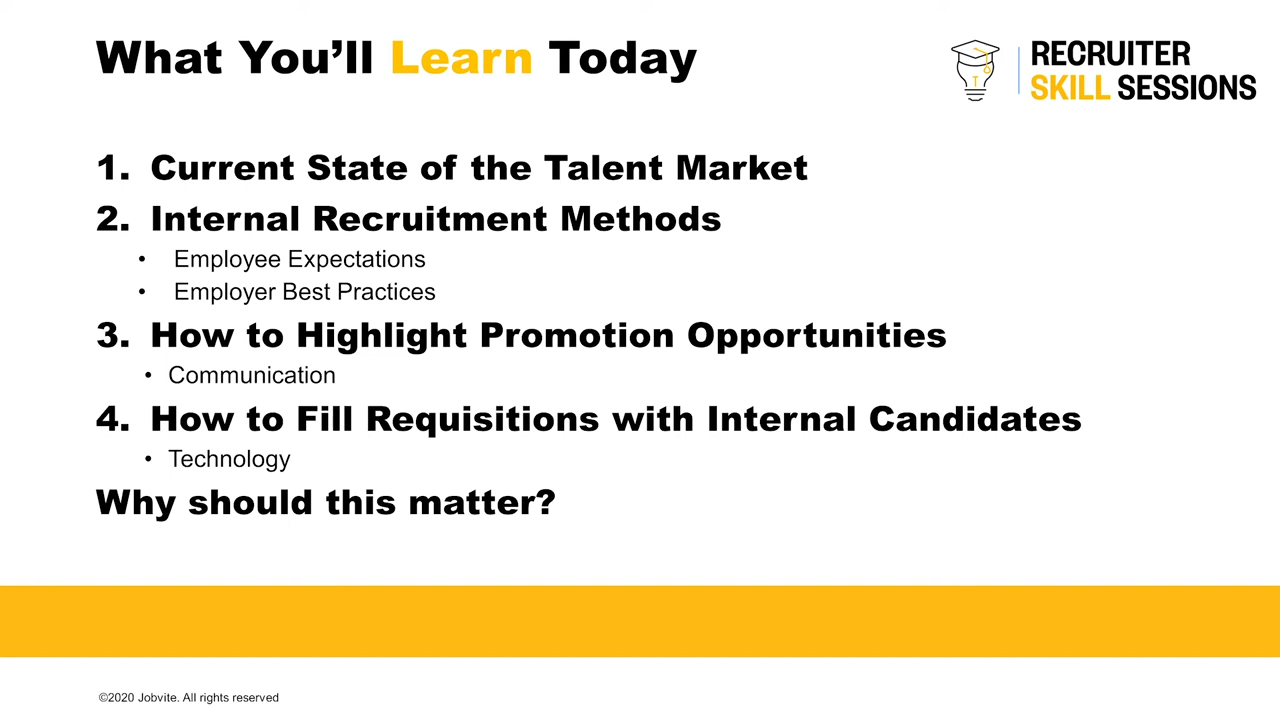 What You’ll Learn Today
RECRUITER
SKILL SESSIONS
1. Current State of the Talent Market
2. Internal Recruitment Methods
• Employee Expectations
• Employer Best Practices
3. How to Highlight Promotion Opportunities
• Communication
4. How to Fill Requisitions with Internal Candidates
• Technology
Why should this matter?
©2020 Jobvite. All rights reserved